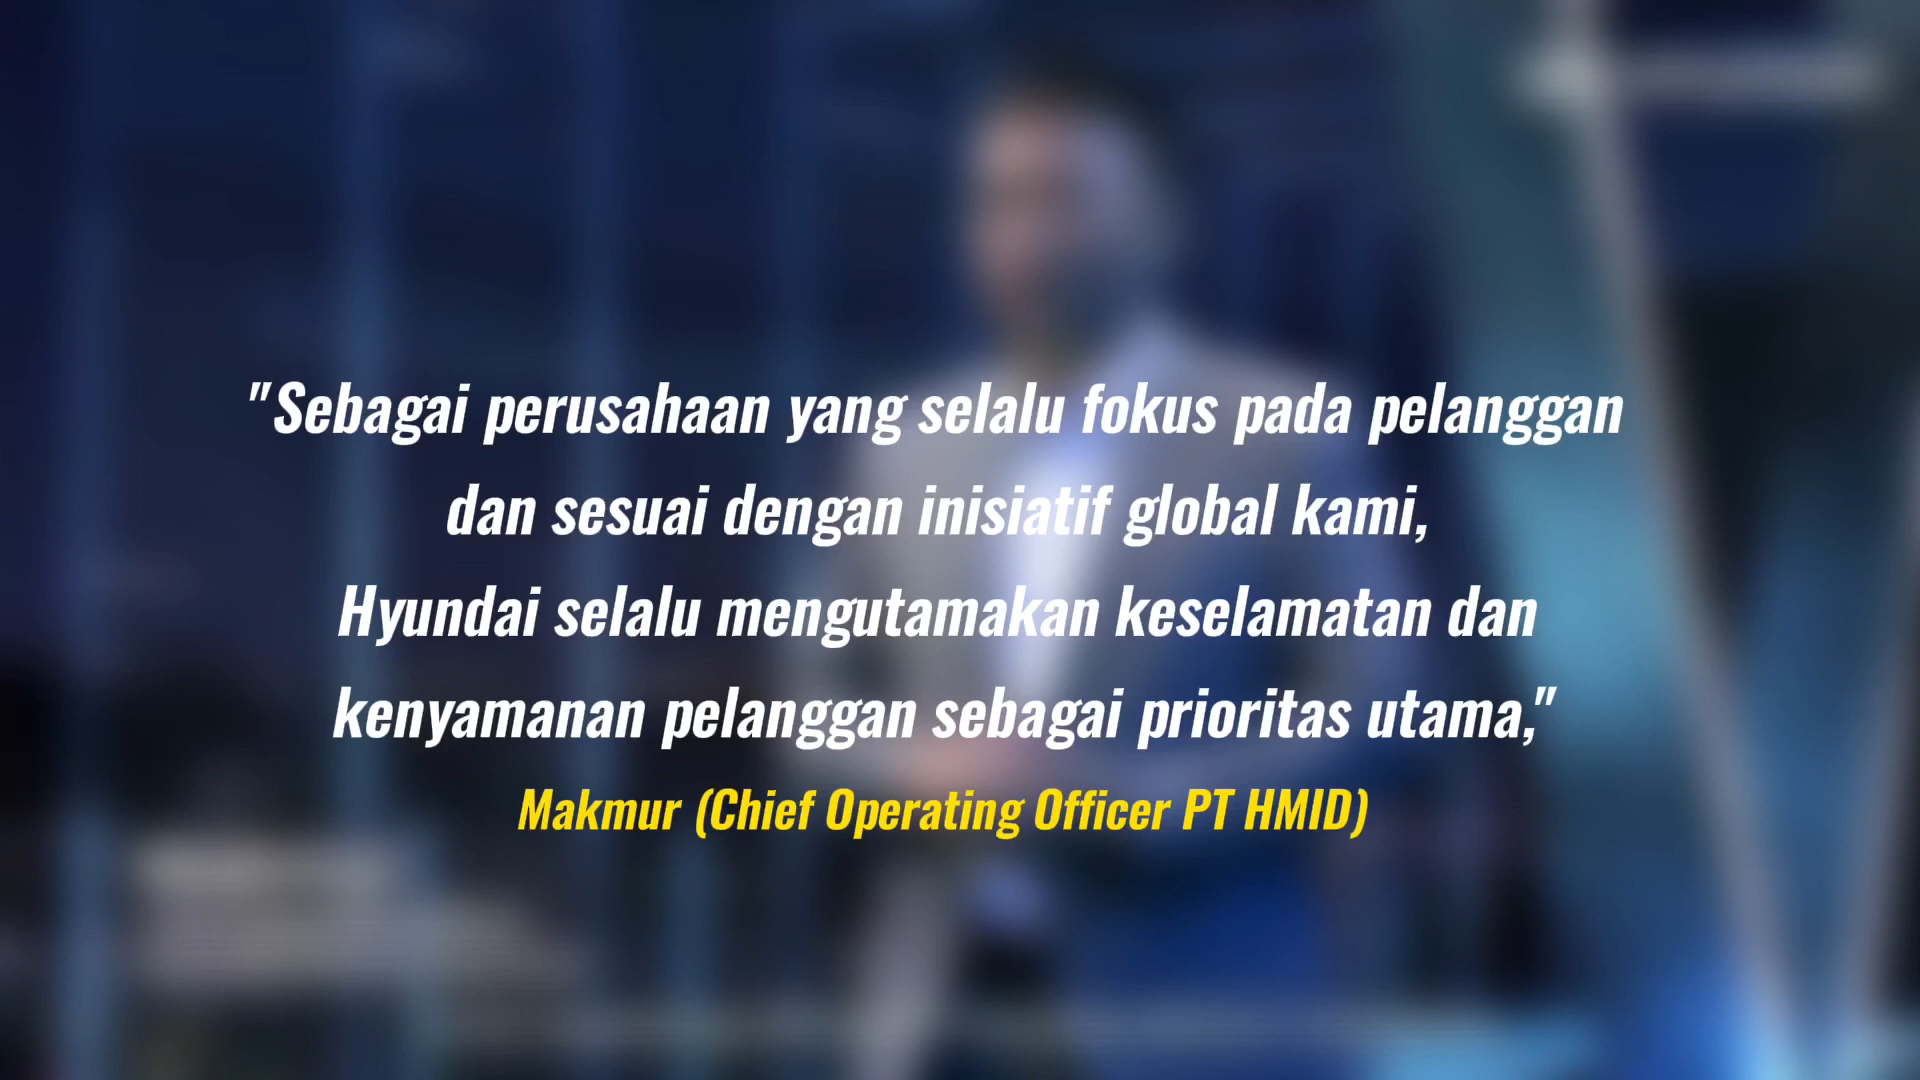 "Sebagai perusahaan yang selalu fokus pada pelanggan
dan sesuai dengan inisiatif global kami,
Hyundai selalu mengutamakan keselamatan dan
kenyamanan pelanggan sebagai prioritas utama,"
Makmur (Chief Operating Officer PT HMID)